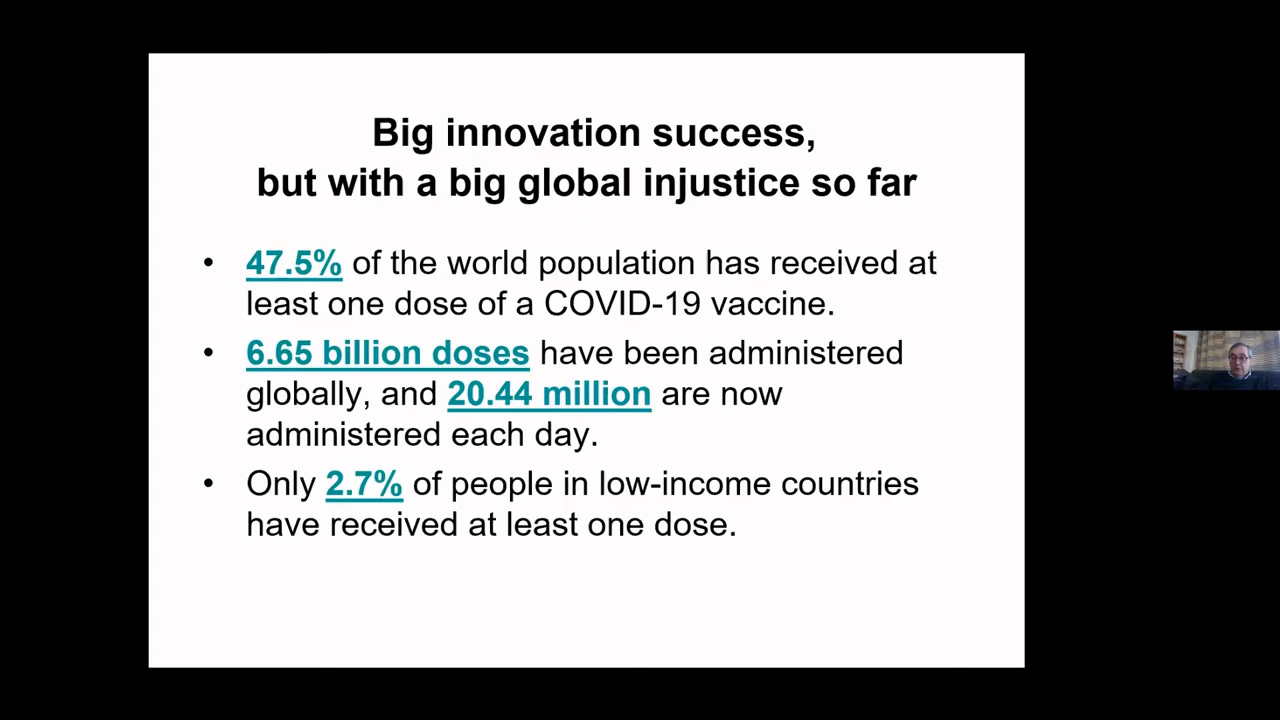 Big innovation success,
but with a big global injustice so far
• 47.5% of the world population has received at
least one dose of a COVID-19 vaccine.
• 6.65 billion doses have been administered
globally, and 20.44 million are now
administered each day.
• Only 2.7% of people in low-income countries
have received at least one dose.